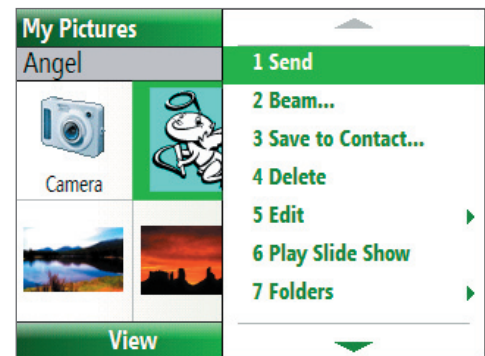 My Pictures
Angel
Camera
View
1 Send
2 Beam...
3 Save to Contact...
4 Delete
5 Edit
6 Play Slide Show
7 Folders